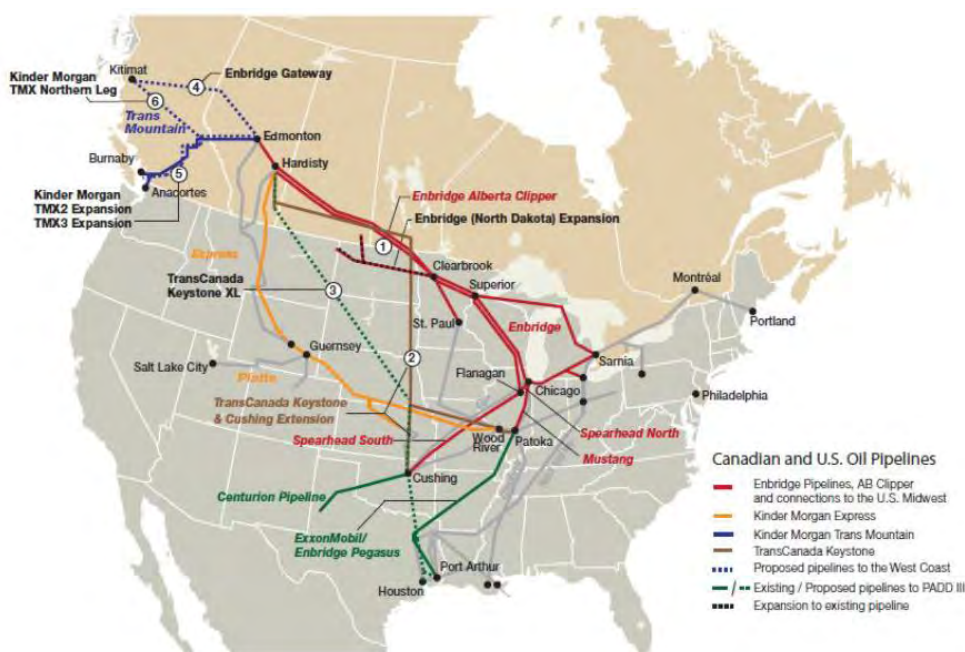 Kinder Morgan
TMX Northern Leg
Kitimat
4
Enbridge Gateway
6
Trans
Mountain
Edmonton
Burnaby
Hardisty
5
Anacortes
Kinder Morgan
TMX2 Expansion
TMX3 Expansion
Enbridge Alberta Clipper
Enbridge (North Dakota) Expansion
1
Express
Clearbrook
Superior
Montréal
TransCanada
Keystone XL
3
St. Paul
Enbridge
Portland
Guernsey
2
Sarnia
Salt Lake City
Flanagan
Chicago
Platte
Philadelphia
TransCanada Keystone
& Cushing Extension
Spearhead South
Wood
River
Patoka
Spearhead North
Mustang
Cushing
Centurion Pipeline
ExxonMobil/
Enbridge Pegasus
Port Arthur
Houston
Canadian and U.S. Oil Pipelines
Enbridge Pipelines, AB Clipper
and connections to the U.S. Midwest
Kinder Morgan Express
Kinder Morgan Trans Mountain
TransCanada Keystone
Proposed pipelines to the West Coast
Existing / Proposed pipelines to PADD III
Expansion to existing pipeline